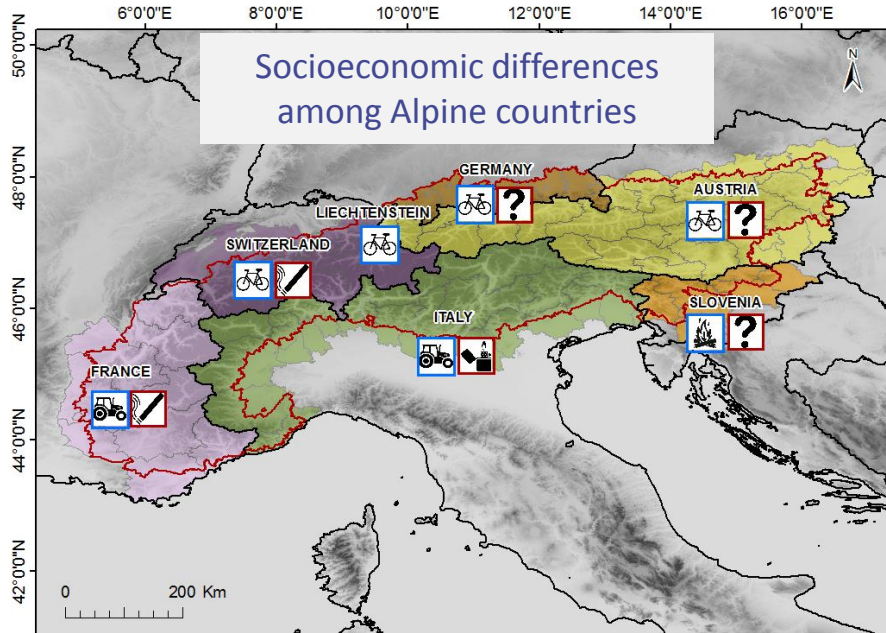 6°0'0"E 8°0'0"E 10°0'0"E 12°0'0"E 14°0'0"E 16°0'0"E
50°0'0"N
48°0'0"N
46°0'0"N
44°0'0"N
42°0'0"N
Socioeconomic differences
among Alpine countries
N
GERMANY
?
AUSTRIA
?
LIECHTENSTEIN
SWITZERLAND
SLOVENIA
?
ITALY
FRANCE
0 200 Km